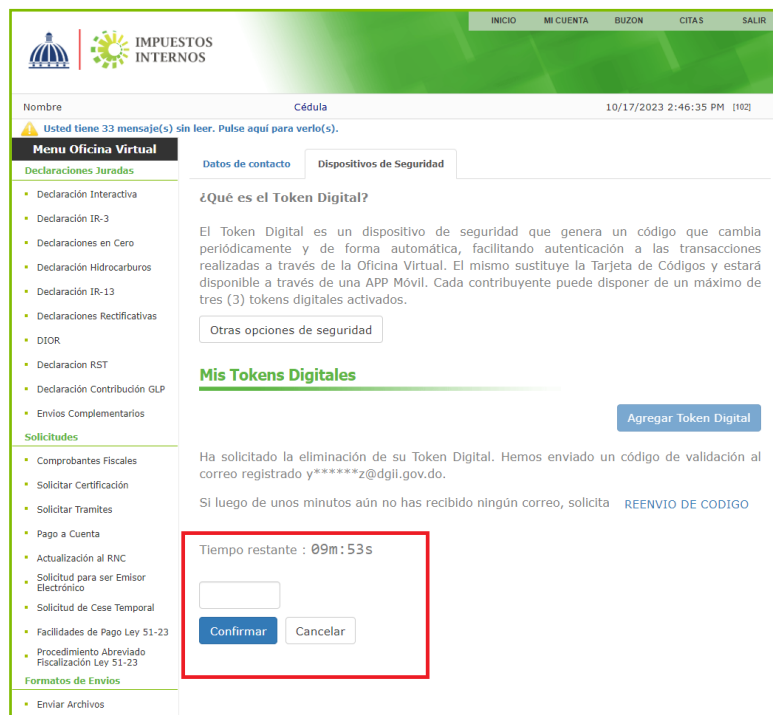 INICIO MI CUENTA BUZON CITAS SALIR
IMPUESTOS
INTERNOS
Nombre Cédula 10/17/2023 2:46:35 PM [102]
Usted tiene 33 mensaje(s) sin leer. Pulse aquí para verlo(s).
Menu Oficina Virtual
Declaraciones Juradas
Declaración Interactiva
Declaración IR-3
Declaraciones en Cero
Declaración Hidrocarburos
Declaración IR-13
Declaraciones Rectificativas
DIOR
Declaracion RST
Declaración Contribución GLP
Envios Complementarios
Solicitudes
Comprobantes Fiscales
Solicitar Certificación
Solicitar Tramites
Pago a Cuenta
Actualización al RNC
Solicitud para ser Emisor
Electrónico
Solicitud de Cese Temporal
Facilidades de Pago Ley 51-23
Procedimiento Abreviado
Fiscalización Ley 51-23
Formatos de Envios
Enviar Archivos
Datos de contacto Dispositivos de Seguridad
¿Qué es el Token Digital?
El Token Digital es un dispositivo de seguridad que genera un código que cambia
periódicamente y de forma automática, facilitando autenticación a las transacciones
realizadas a través de la Oficina Virtual. El mismo sustituye la Tarjeta de Códigos y estará
disponible a través de una APP Móvil. Cada contribuyente puede disponer de un máximo de
tres (3) tokens digitales activados.
Otras opciones de seguridad
Mis Tokens Digitales
Agregar Token Digital
Ha solicitado la eliminación de su Token Digital. Hemos enviado un código de validación al
correo registrado y******z@dgii.gov.do.
Si luego de unos minutos aún no has recibido ningún correo, solicita REENVIO DE CODIGO
Tiempo restante : 09m:53s
Confirmar Cancelar